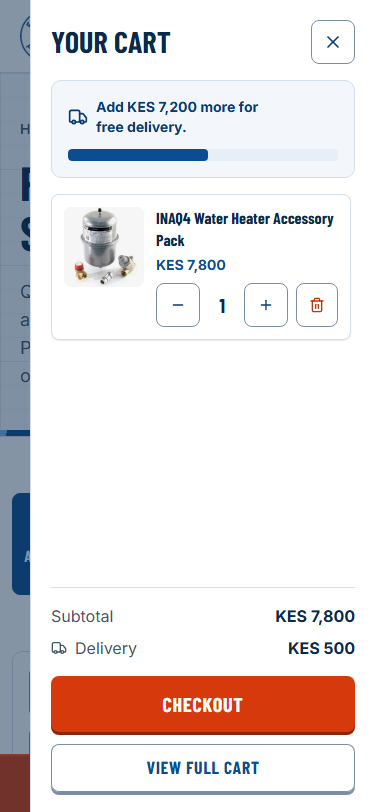 YOUR CART
Add KES 7,200 more for
free delivery.
INAQ4 Water Heater Accessory
Pack
KES 7,800
1
Subtotal
KES 7,800
Delivery
KES 500
CHECKOUT
VIEW FULL CART